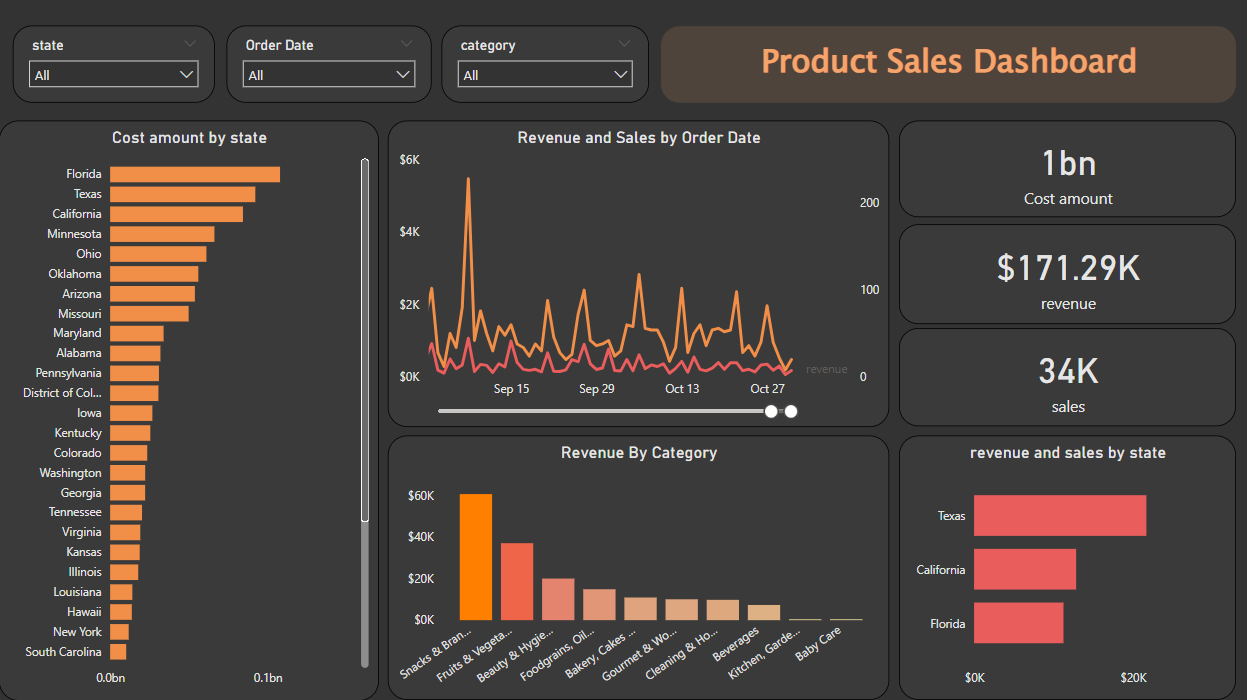 state
All
Order Date
All
category
All
Product Sales Dashboard
Cost amount by state
Florida
Texas
California
Minnesota
Ohio
Oklahoma
Arizona
Missouri
Maryland
Alabama
Pennsylvania
District of Col...
Iowa
Kentucky
Colorado
Washington
Georgia
Tennessee
Virginia
Kansas
Illinois
Louisiana
Hawaii
New York
South Carolina
0.0bn 0.1bn
Revenue and Sales by Order Date
$6K
$4K
$2K
$0K
200
100
0
revenue
Sep 15 Sep 29 Oct 13 Oct 27
1bn
Cost amount
$171.29K
revenue
34K
sales
Revenue By Category
$60K
$40K
$20K
$0K
Snacks & Bran...
Fruits & Vegeta...
Beauty & Hygie...
Foodgrains, Oil...
Bakery, Cakes ...
Gourmet & Wo...
Cleaning & Ho...
Beverages
Kitchen, Garde...
Baby Care
revenue and sales by state
Texas
California
Florida
$0K $20K